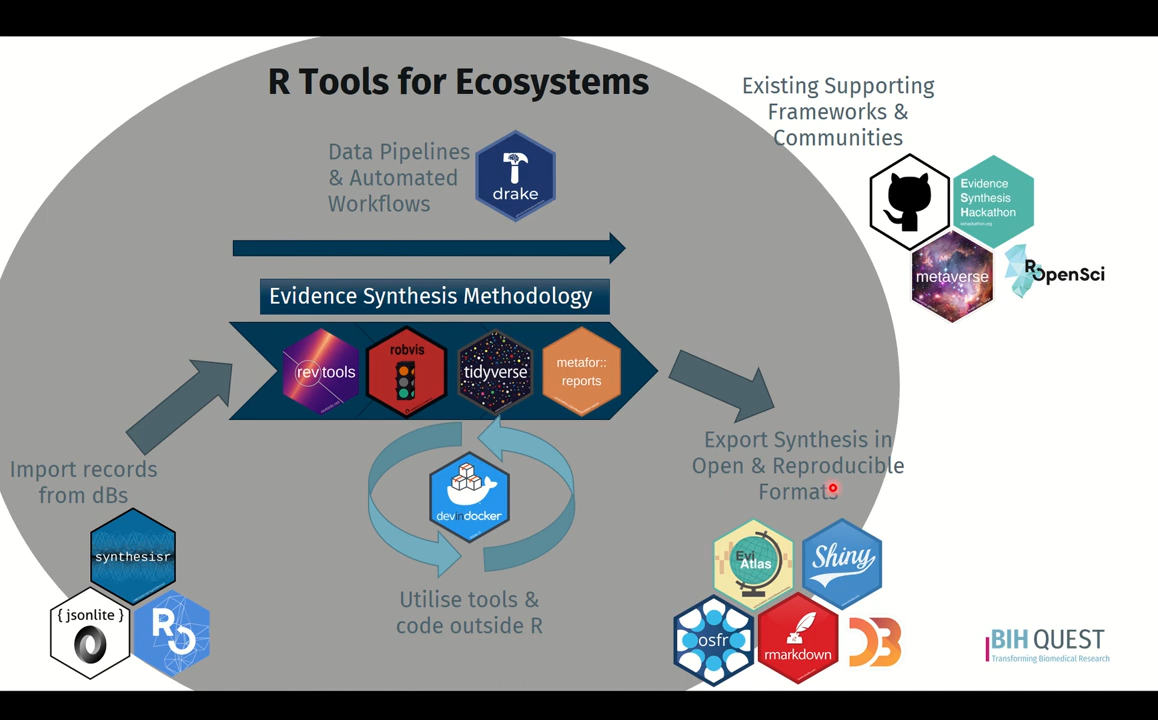 R Tools for Ecosystems
Existing Supporting
Frameworks &
Communities
Data Pipelines
& Automated
Workflows
drake
Evidence
Synthesis
Hackathon
metaverse
ROpenSci
Evidence Synthesis Methodology
revtools
robvis
tidyverse
metafor::
reports
Import records
from dBs
synthesisr
{ jsonlite }
RO
devindocker
Utilise tools &
code outside R
Export Synthesis in
Open & Reproducible
Formats
Evi
Atlas
Shiny
osfr
rmarkdown
D3
BIH QUEST
Transforming Biomedical Research